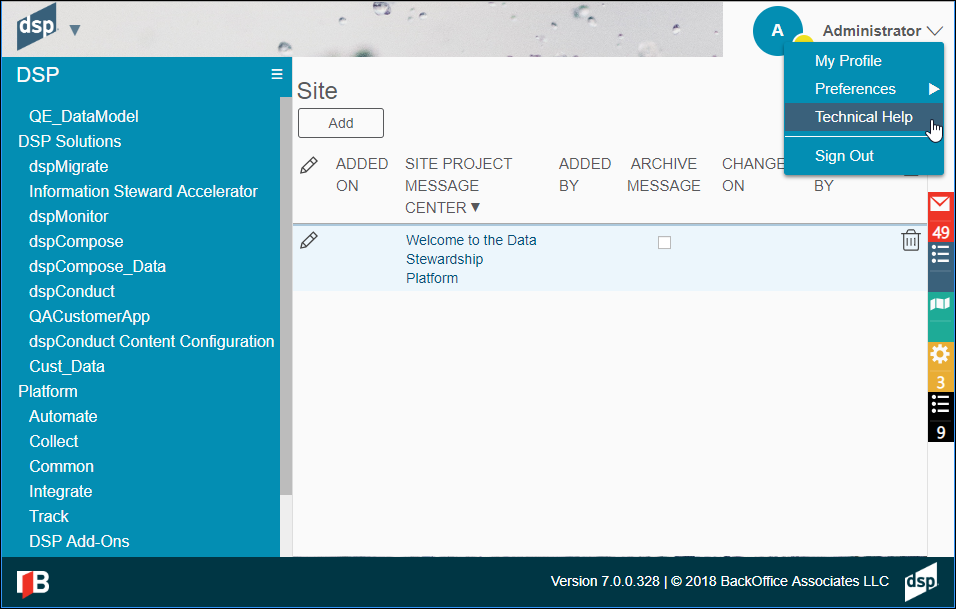 dsp ▼
A
Administrator
My Profile
Preferences ▶
Technical Help
Sign Out
DSP
QE_DataModel
DSP Solutions
dspMigrate
Information Steward Accelerator
dspMonitor
dspCompose
dspCompose_Data
dspConduct
QACustomerApp
dspConduct Content Configuration
Cust_Data
Platform
Automate
Collect
Common
Integrate
Track
DSP Add-Ons
Site
Add
ADDED
ON
SITE PROJECT
MESSAGE
CENTER ▼
ADDED
BY
ARCHIVE
MESSAGE
CHANGE
ON
BY
Welcome to the Data
Stewardship
Platform
49
3
9
B
Version 7.0.0.328 | © 2018 BackOffice Associates LLC
dsp